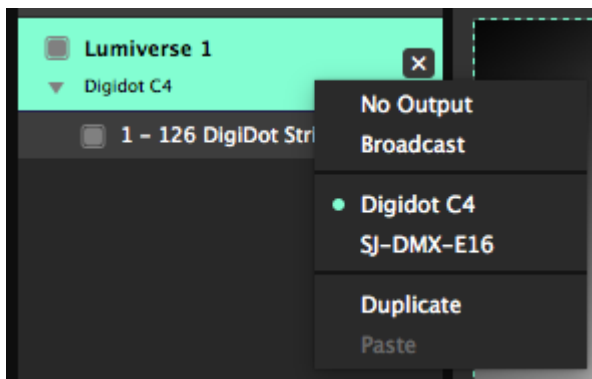 Lumiverse 1
Digidot C4
1 – 126 DigiDot Stri
No Output
Broadcast
Digidot C4
SJ-DMX-E16
Duplicate
Paste